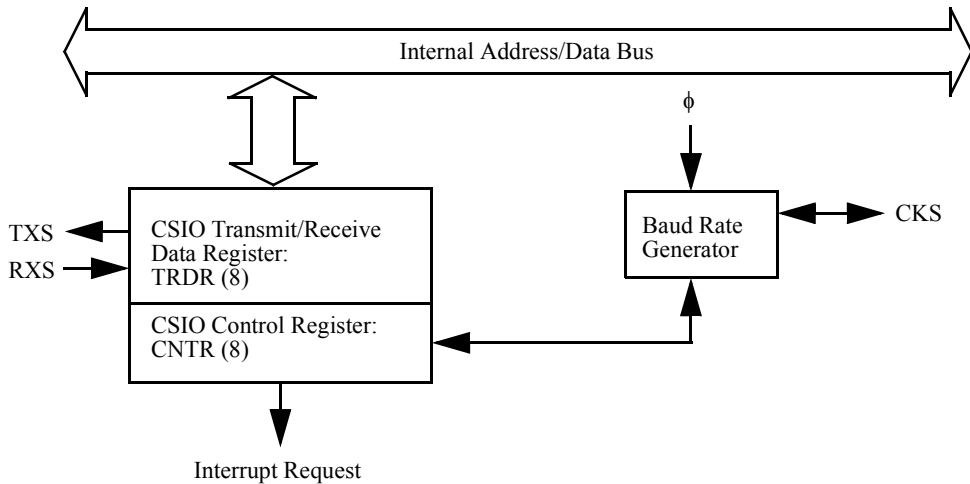 Internal Address/Data Bus
ϕ
TXS
RXS
CSIO Transmit/Receive
Data Register:
TRDR (8)
CSIO Control Register:
CNTR (8)
Baud Rate
Generator
CKS
Interrupt Request